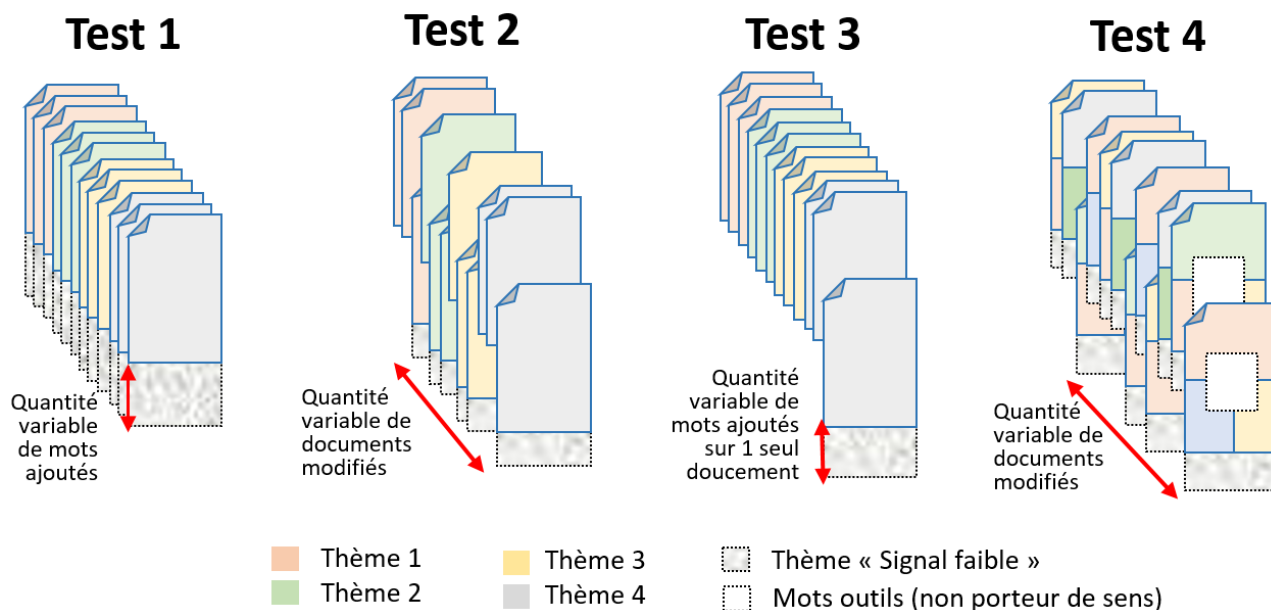 Test 1
Test 2
Test 3
Test 4
Quantité
variable
de mots
ajoutés
Quantité
variable de
documents
modifiés
Quantité
variable de
mots ajoutés
sur 1 seul
doucement
Quantité
variable de
documents
modifiés
Thème 1
Thème 2
Thème 3
Thème 4
Thème « Signal faible »
Mots outils (non porteur de sens)